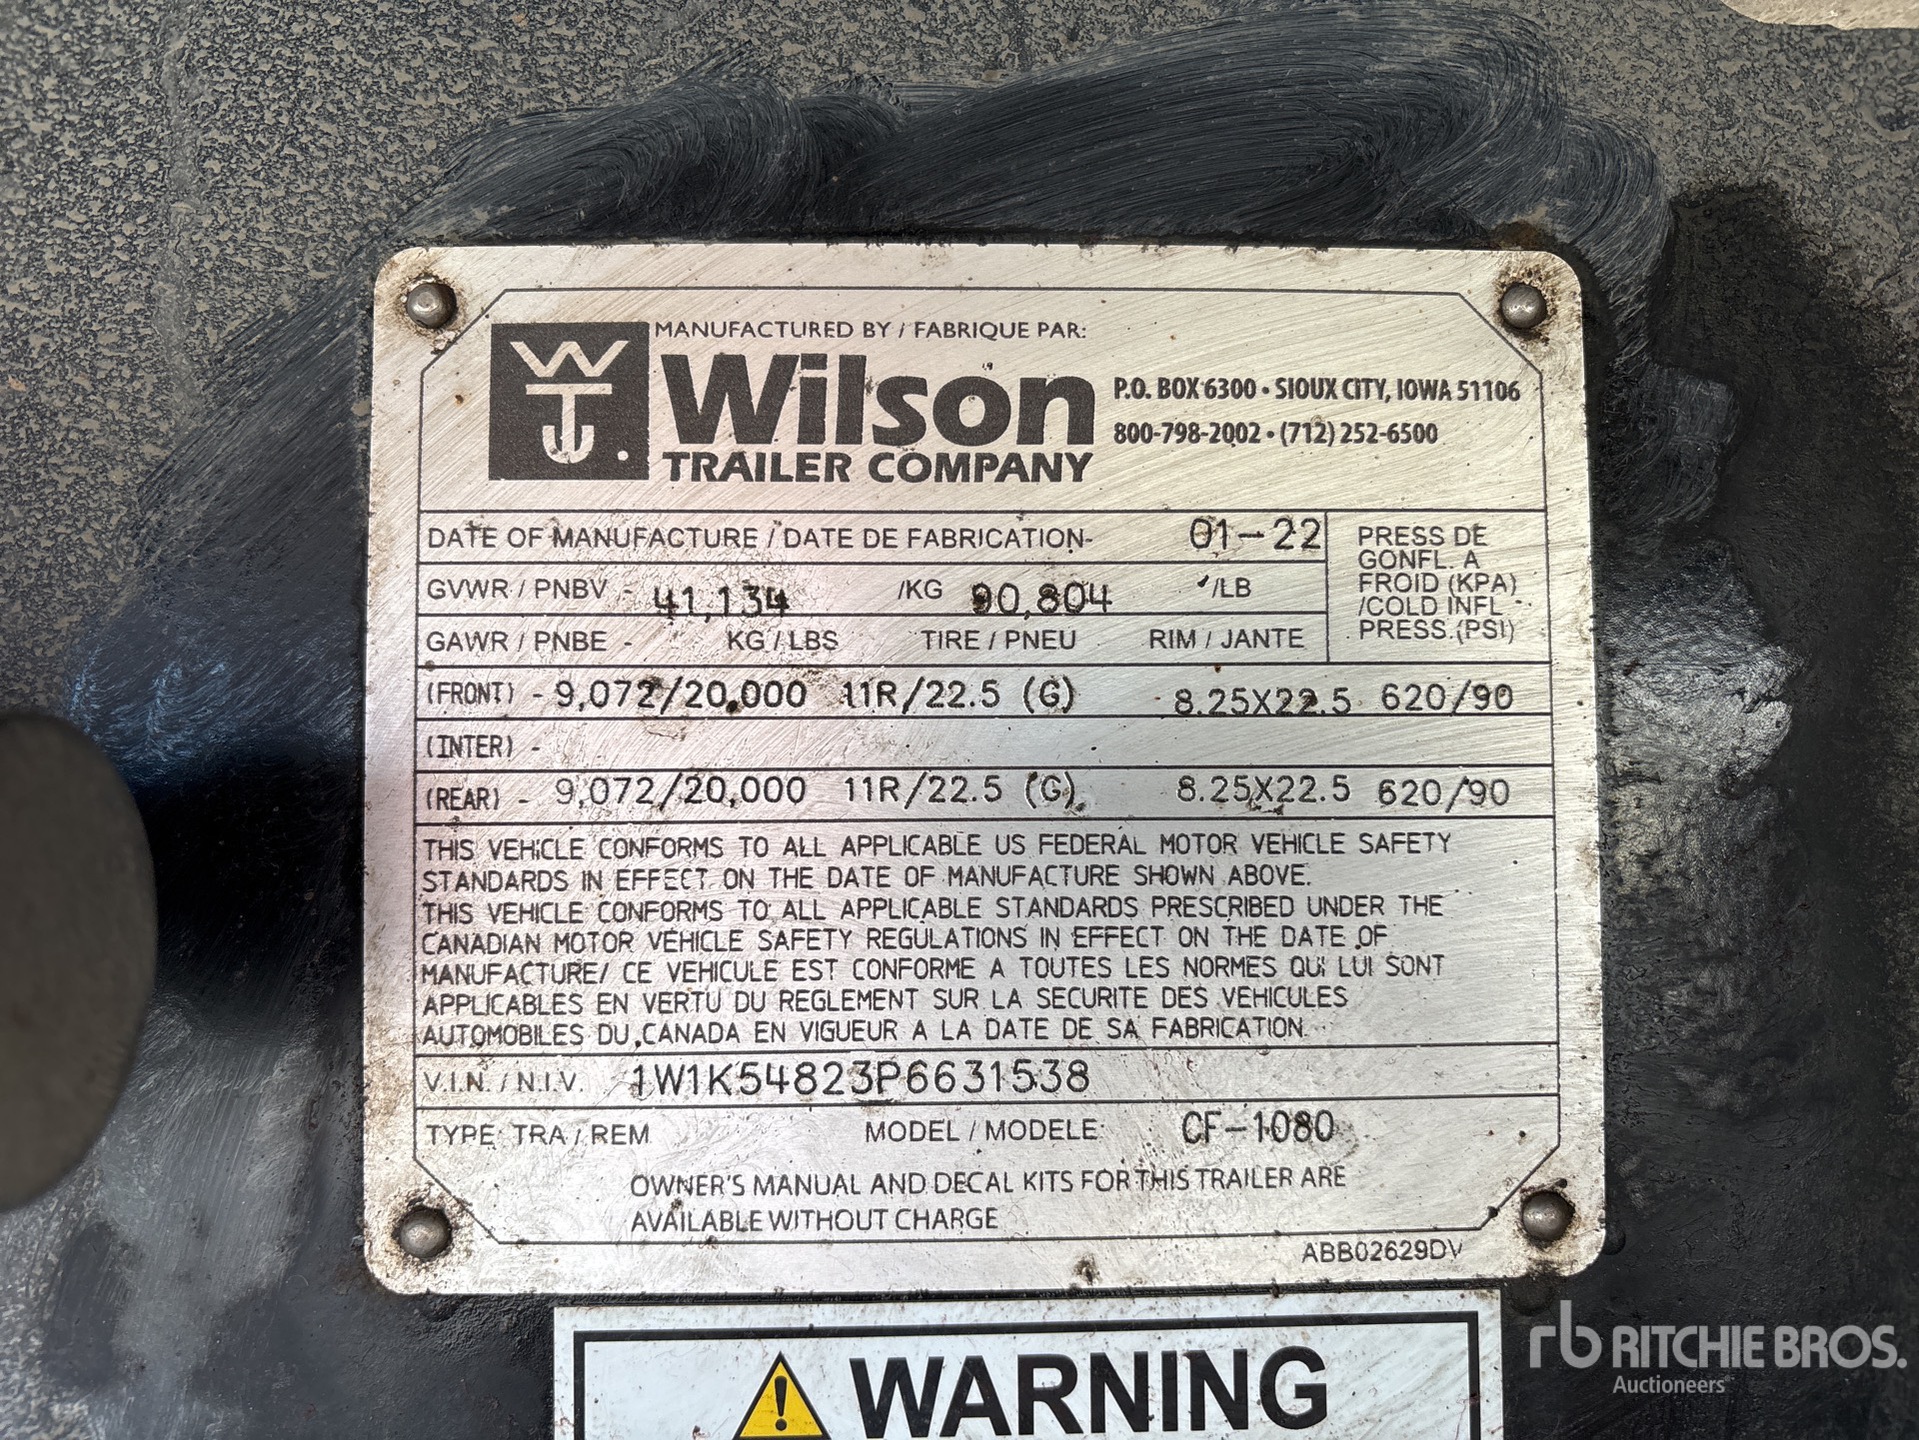 MANUFACTURED BY / FABRIQUE PAR:
WT
Wilson
TRAILER COMPANY
P.O. BOX 6300 • SIOUX CITY, IOWA 51106
800-798-2002 • (712) 252-6500
DATE OF MANUFACTURE / DATE DE FABRICATION- 01-22
GVWR / PNBV - 41,134 /KG 90,804 /LB
GAWR / PNBE - KG / LBS TIRE / PNEU RIM / JANTE
PRESS DE
GONFL. A
FROID (KPA)
/COLD INFL
PRESS.(PSI)
(FRONT) - 9,072/20,000 11R/22.5 (G) 8.25X22.5 620/90
(INTER) -
(REAR) - 9,072/20,000 11R/22.5 (G) 8.25X22.5 620/90
THIS VEHICLE CONFORMS TO ALL APPLICABLE US FEDERAL MOTOR VEHICLE SAFETY
STANDARDS IN EFFECT ON THE DATE OF MANUFACTURE SHOWN ABOVE.
THIS VEHICLE CONFORMS TO ALL APPLICABLE STANDARDS PRESCRIBED UNDER THE
CANADIAN MOTOR VEHICLE SAFETY REGULATIONS IN EFFECT ON THE DATE OF
MANUFACTURE/ CE VEHICULE EST CONFORME A TOUTES LES NORMES QUI LUI SONT
APPLICABLES EN VERTU DU REGLEMENT SUR LA SECURITE DES VEHICULES
AUTOMOBILES DU CANADA EN VIGUEUR A LA DATE DE SA FABRICATION.
V.I.N. / N.I.V. 1W1K54823P6631538
TYPE TRA / REM MODEL / MODELE: CF-1080
OWNER'S MANUAL AND DECAL KITS FOR THIS TRAILER ARE
AVAILABLE WITHOUT CHARGE
ABB02629DV
WARNING
rb RITCHIE BROS.
Auctioneers